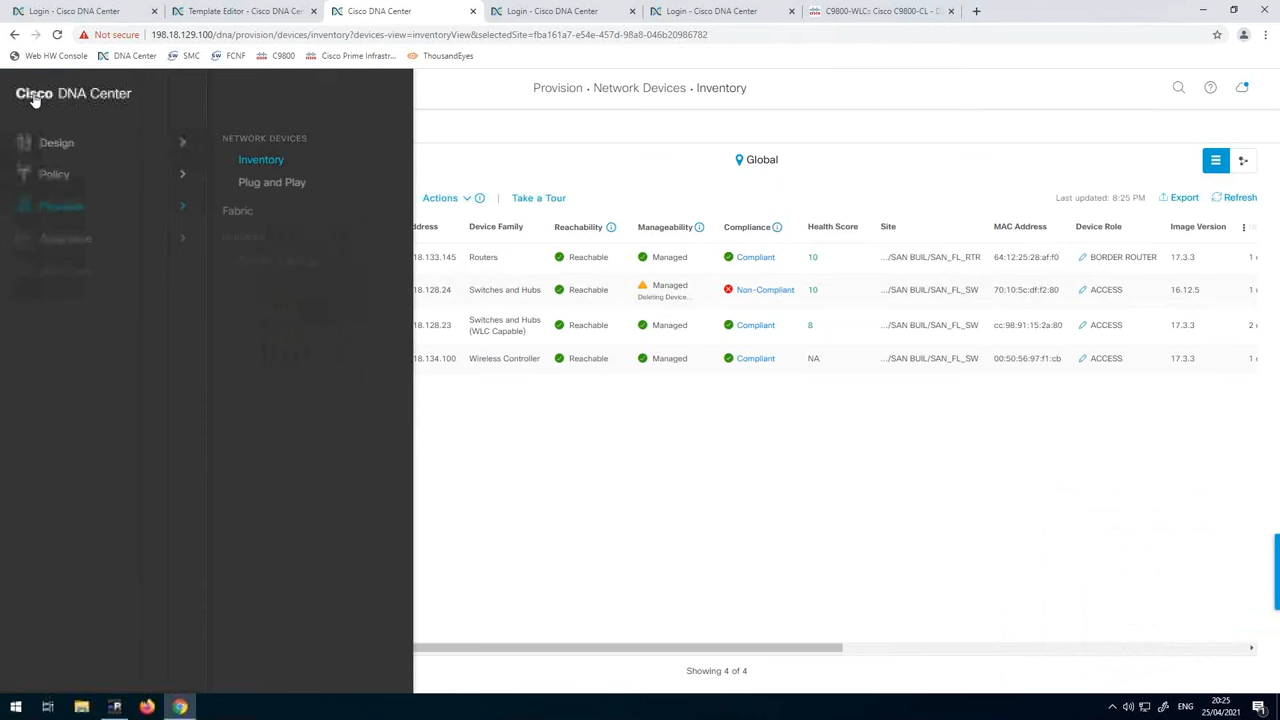 Cisco DNA Center
Template Editor - Cisco DNA Cente
Cisco DNA Center
Login - Cisco DNA Center
Login - Cisco DNA Center
C9800-WLC: Cisco C9800-CL - D
Not secure
198.18.129.100/dna/provision/devices/inventory?devices-view=inventoryView&selectedSite=fba161a7-e54e-457d-98a8-046b20986782
Web HW Console
DNA Center
SMC
FCNF
C9800
Cisco Prime Infrastr...
ThousandEyes
Cisco DNA Center
Provision · Network Devices · Inventory
Design
Policy
Provision
Assurance
NETWORK DEVICES
Inventory
Plug and Play
Fabric
SERVICES
Global
Actions
Take a Tour
Last updated: 8:25 PM
Export
Refresh
ddress Device Family Reachability Manageability Compliance Health Score Site MAC Address Device Role Image Version
18.133.145 Routers Reachable Managed Compliant 10 .../SAN BUIL/SAN_FL_RTR 64:12:25:28:af:f0 BORDER ROUTER 17.3.3 1
18.128.24 Switches and Hubs Reachable Managed Non-Compliant 10 .../SAN BUIL/SAN_FL_SW 70:10:5c:df:f2:80 ACCESS 16.12.5 1
Deleting Device...
18.128.23 Switches and Hubs Reachable Managed Compliant 8 .../SAN BUIL/SAN_FL_SW cc:98:91:15:2a:80 ACCESS 17.3.3 2
(WLC Capable)
18.134.100 Wireless Controller Reachable Managed Compliant NA .../SAN BUIL/SAN_FL_SW 00:50:56:97:f1:cb ACCESS 17.3.3 1
Showing 4 of 4
ENG
20:25
25/04/2021